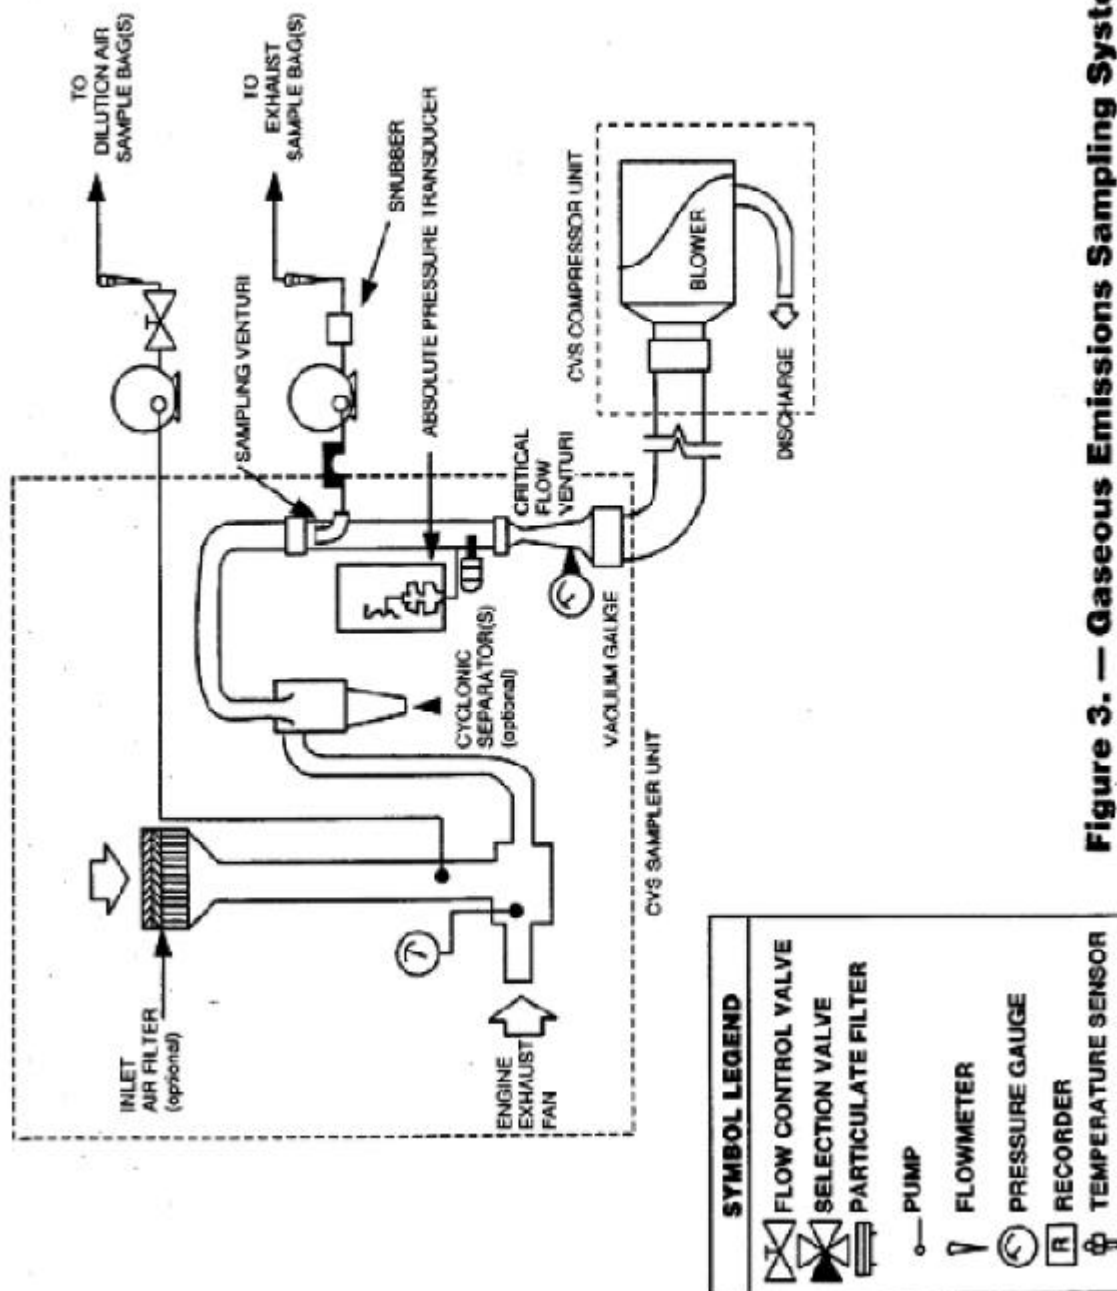 TO
DILUTION AIR
SAMPLE BAG(S)
TO
EXHAUST
SAMPLE BAG(S)
SNUBBER
ABSOLUTE PRESSURE TRANSDUCER
SAMPLING VENTURI
CVS COMPRESSOR UNIT
BLOWER
DISCHARGE
CRITICAL
FLOW
VENTURI
VACUUM GAUGE
CYCLONIC
SEPARATOR(S)
(optional)
CVS SAMPLER UNIT
INLET
AIR FILTER
(optional)
ENGINE
EXHAUST
FAN
SYMBOL LEGEND
FLOW CONTROL VALVE
SELECTION VALVE
PARTICULATE FILTER
PUMP
FLOWMETER
PRESSURE GAUGE
R RECORDER
TEMPERATURE SENSOR
Figure 3. — Gaseous Emissions Sampling